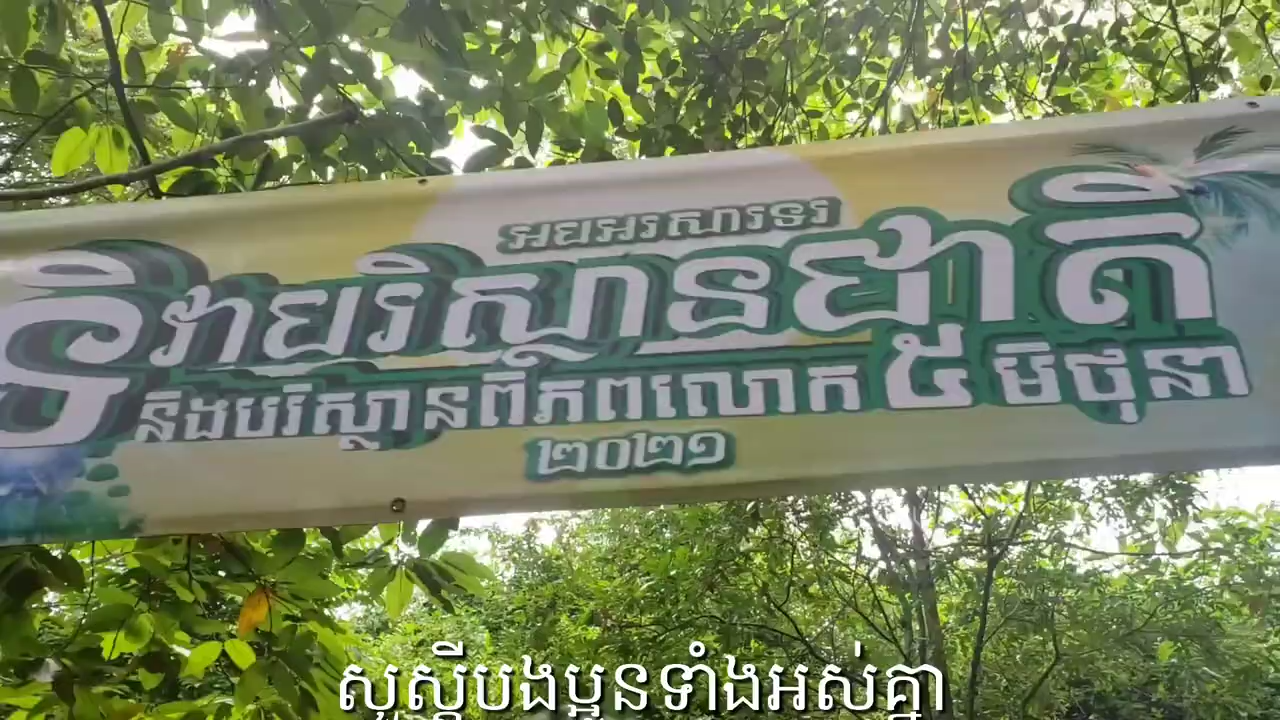 អបអរសាទរ
ទិវាបរិស្ថានជាតិ
និងបរិស្ថានពិភពលោក ៥ មិថុនា
២០២១
សួស្តីបងប្អូនទាំងអស់គ្នា